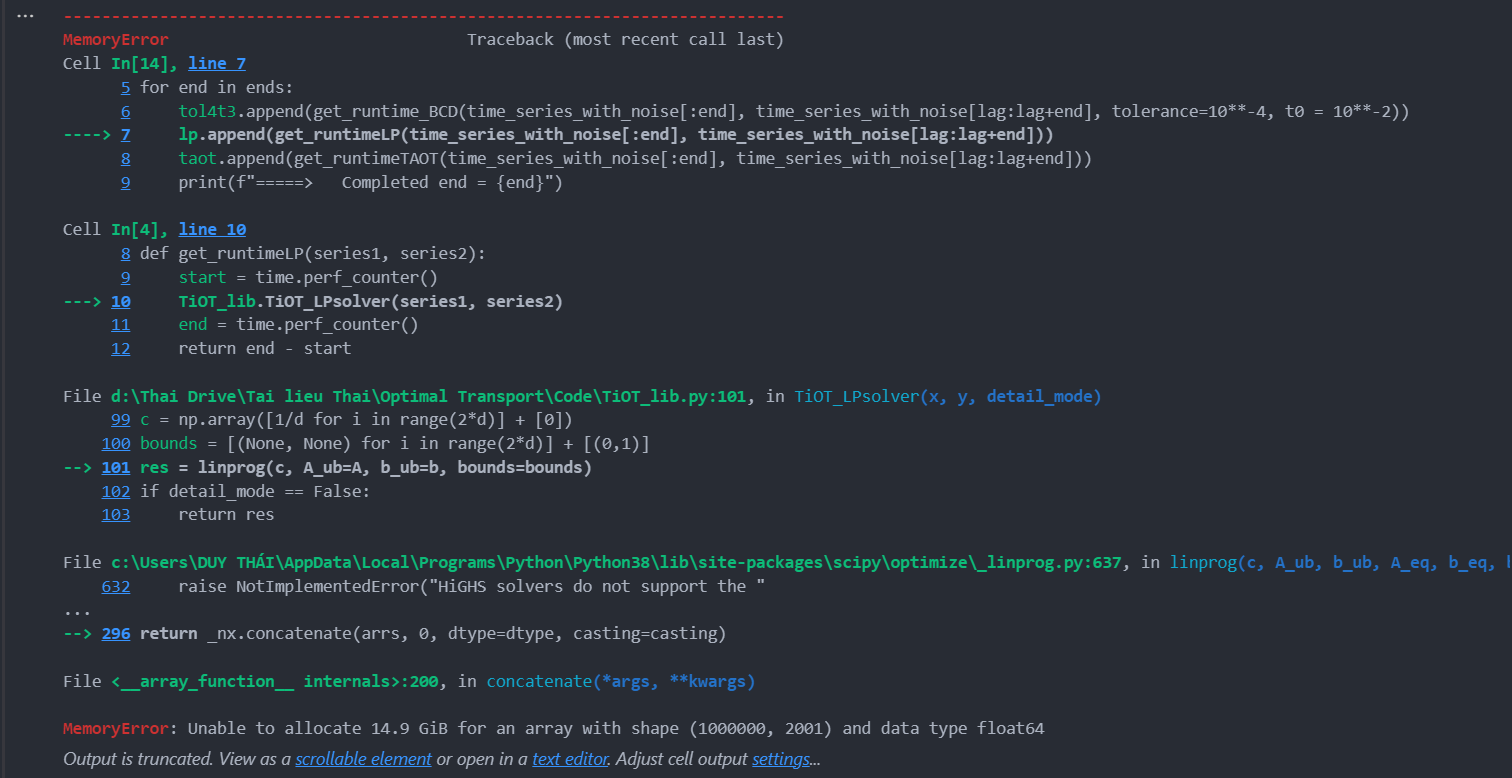 ...
---------------------------------------------------------------------------
MemoryError                               Traceback (most recent call last)
Cell In[14], line 7
      5 for end in ends:
      6     tol4t3.append(get_runtime_BCD(time_series_with_noise[:end], time_series_with_noise[lag:lag+end], tolerance=10**-4, t0 = 10**-2))
----> 7     lp.append(get_runtimeLP(time_series_with_noise[:end], time_series_with_noise[lag:lag+end]))
      8     taot.append(get_runtimeTAOT(time_series_with_noise[:end], time_series_with_noise[lag:lag+end]))
      9     print(f"=====>   Completed end = {end}")
Cell In[4], line 10
      8 def get_runtimeLP(series1, series2):
      9     start = time.perf_counter()
---> 10     TiOT_lib.TiOT_LPsolver(series1, series2)
     11     end = time.perf_counter()
     12     return end - start
File d:\Thai Drive\Tai lieu Thai\Optimal Transport\Code\TiOT_lib.py:101, in TiOT_LPsolver(x, y, detail_mode)
     99 c = np.array([1/d for i in range(2*d)] + [0])
    100 bounds = [(None, None) for i in range(2*d)] + [(0,1)]
--> 101 res = linprog(c, A_ub=A, b_ub=b, bounds=bounds)
    102 if detail_mode == False:
    103     return res
File c:\Users\DUY THÁI\AppData\Local\Programs\Python\Python38\lib\site-packages\scipy\optimize\_linprog.py:637, in linprog(c, A_ub, b_ub, A_eq, b_eq,
    632     raise NotImplementedError("HiGHS solvers do not support the "
...
--> 296 return _nx.concatenate(arrs, 0, dtype=dtype, casting=casting)
File <__array_function__ internals>:200, in concatenate(*args, **kwargs)
MemoryError: Unable to allocate 14.9 GiB for an array with shape (1000000, 2001) and data type float64
Output is truncated. View as a scrollable element or open in a text editor. Adjust cell output settings...